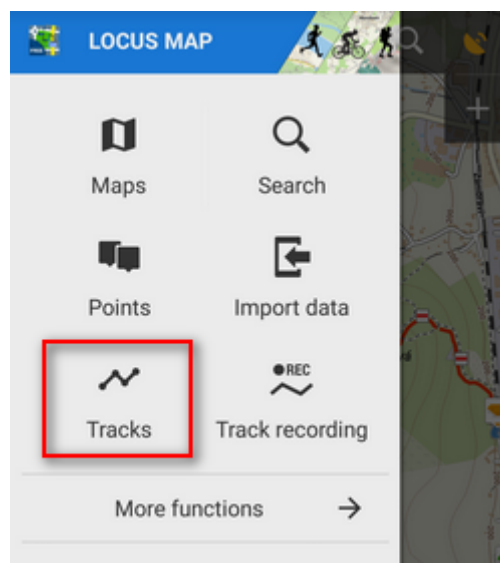 LOCUS MAP
Maps
Search
Points
Import data
REC
Tracks
Track recording
More functions